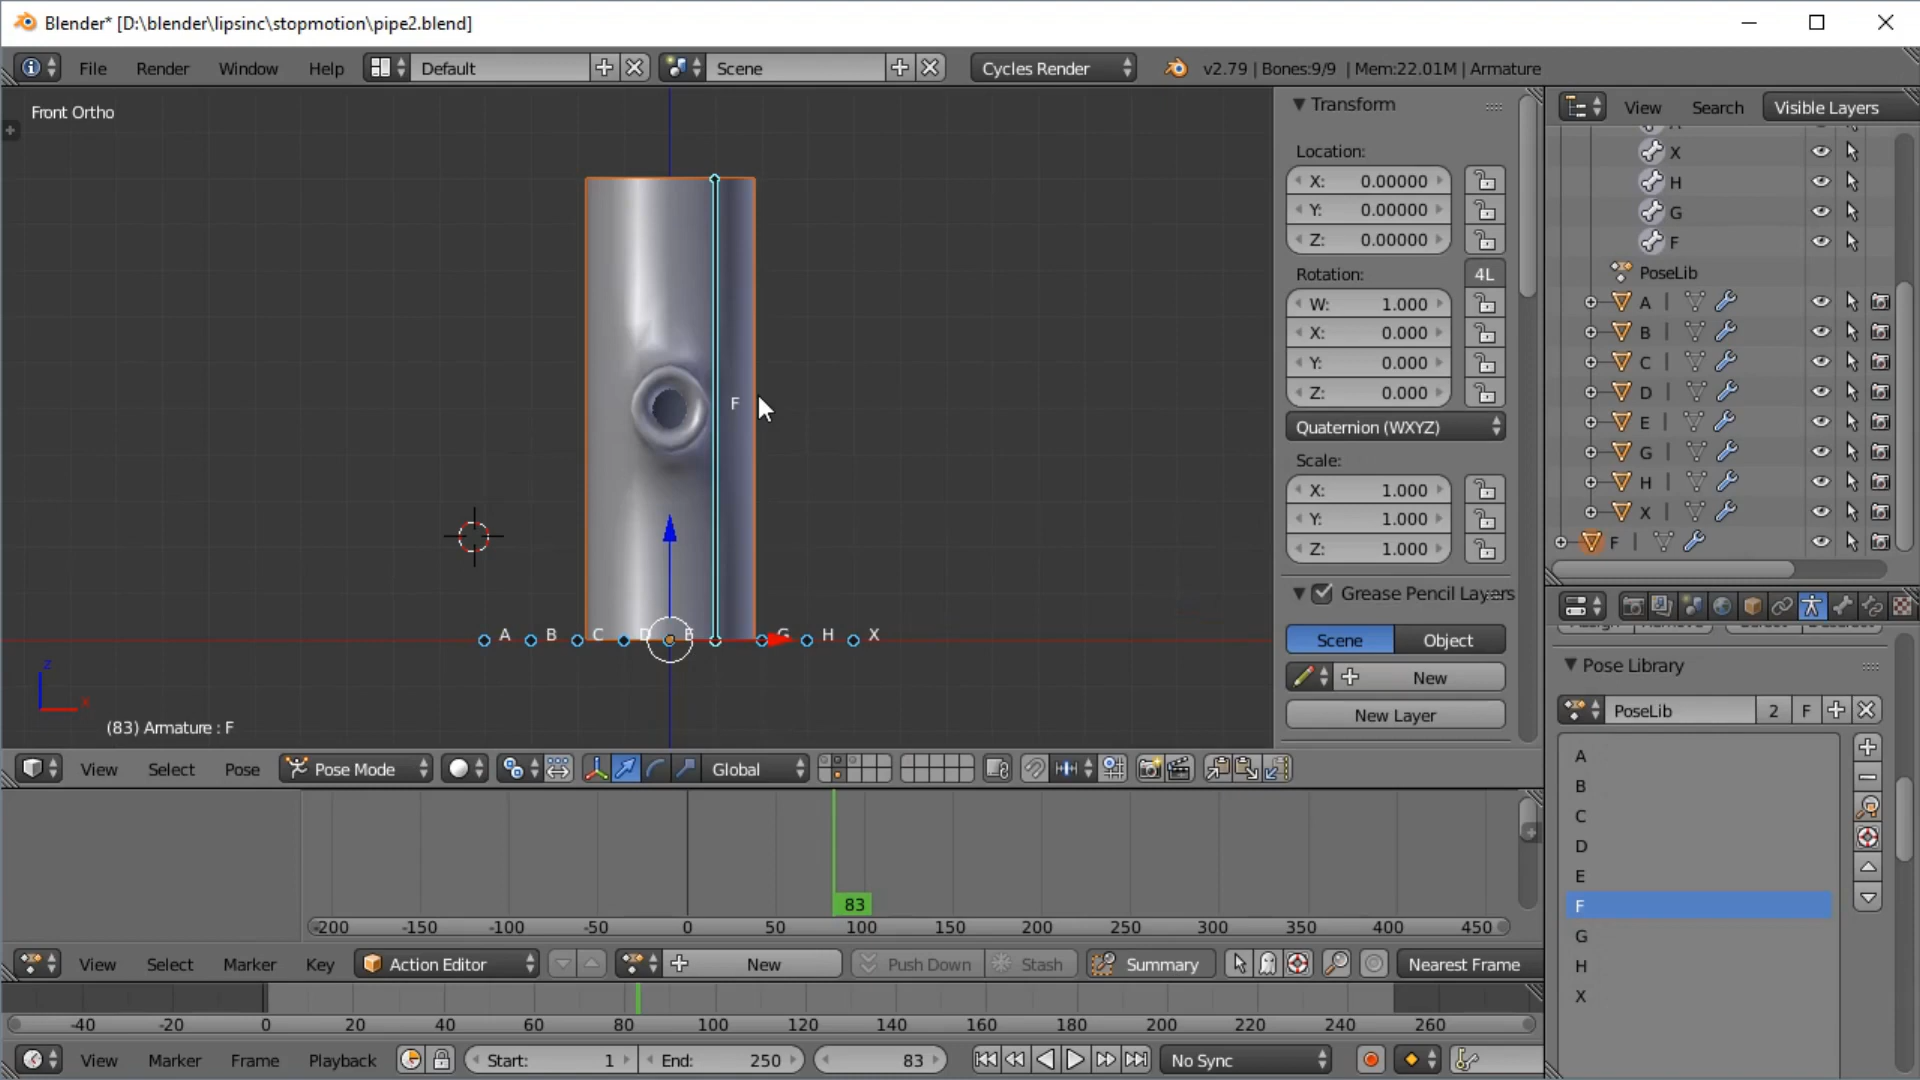 Blender* [D:\blender\lipsinc\stopmotion\pipe2.blend]
File Render Window Help Default Scene Cycles Render v2.79 | Bones:9/9 | Mem:22.01M | Armature
Front Ortho
F
A B C D E G H X
z
x
(83) Armature : F
View Select Pose Pose Mode Global
Transform
Location:
X: 0.00000
Y: 0.00000
Z: 0.00000
Rotation: 4L
W: 1.000
X: 0.000
Y: 0.000
Z: 0.000
Quaternion (WXYZ)
Scale:
X: 1.000
Y: 1.000
Z: 1.000
Grease Pencil Layers
Scene Object
New
New Layer
View Search Visible Layers
X
H
G
F
PoseLib
A
B
C
D
E
G
H
X
F
Pose Library
PoseLib 2 F
A
B
C
D
E
F
G
H
X
83
-200 -150 -100 -50 0 50 100 150 200 250 300 350 400 450
View Select Marker Key Action Editor New Push Down Stash Summary Nearest Frame
-40 -20 0 20 40 60 80 100 120 140 160 180 200 220 240 260
View Marker Frame Playback Start: 1 End: 250 83 No Sync